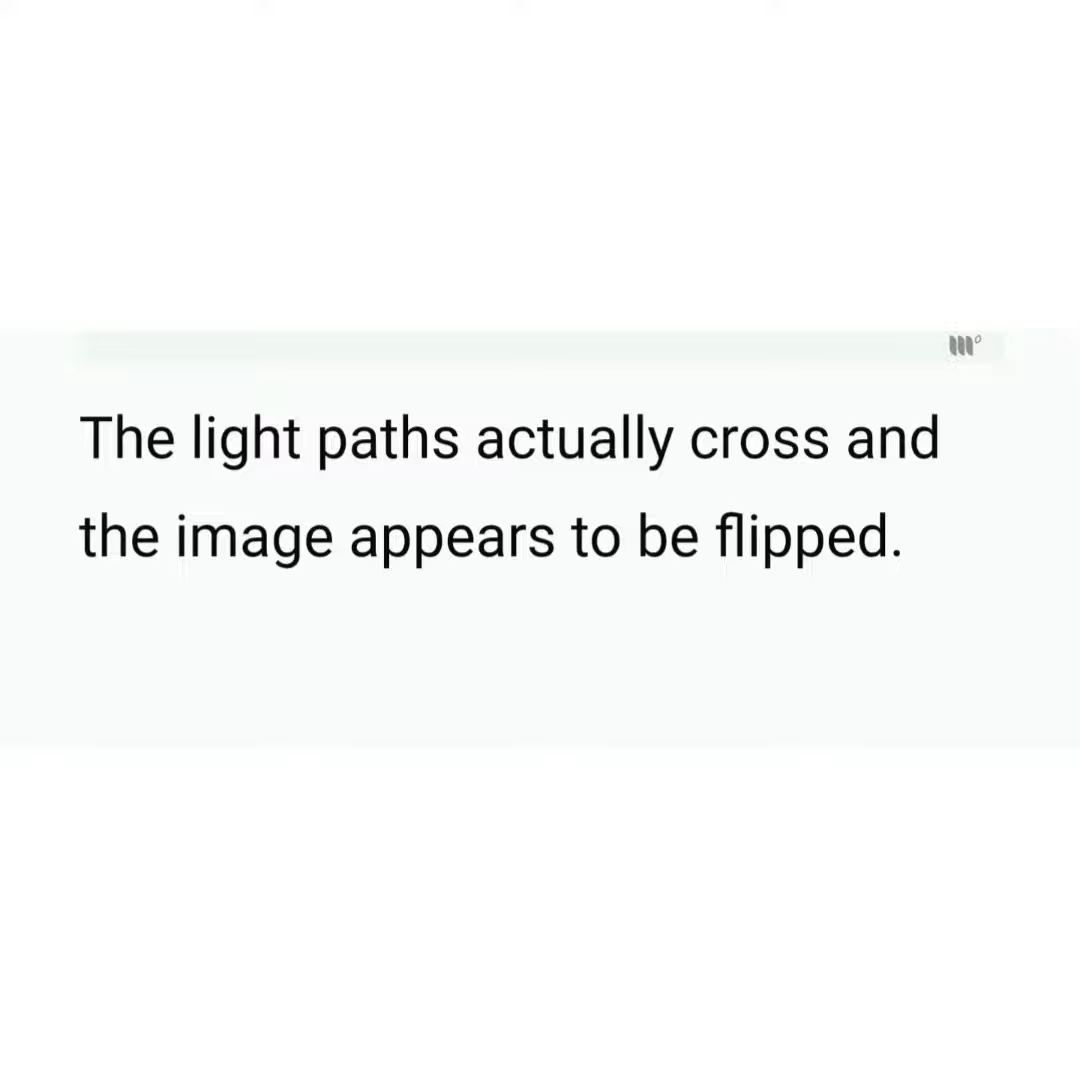 The light paths actually cross and
the image appears to be flipped.